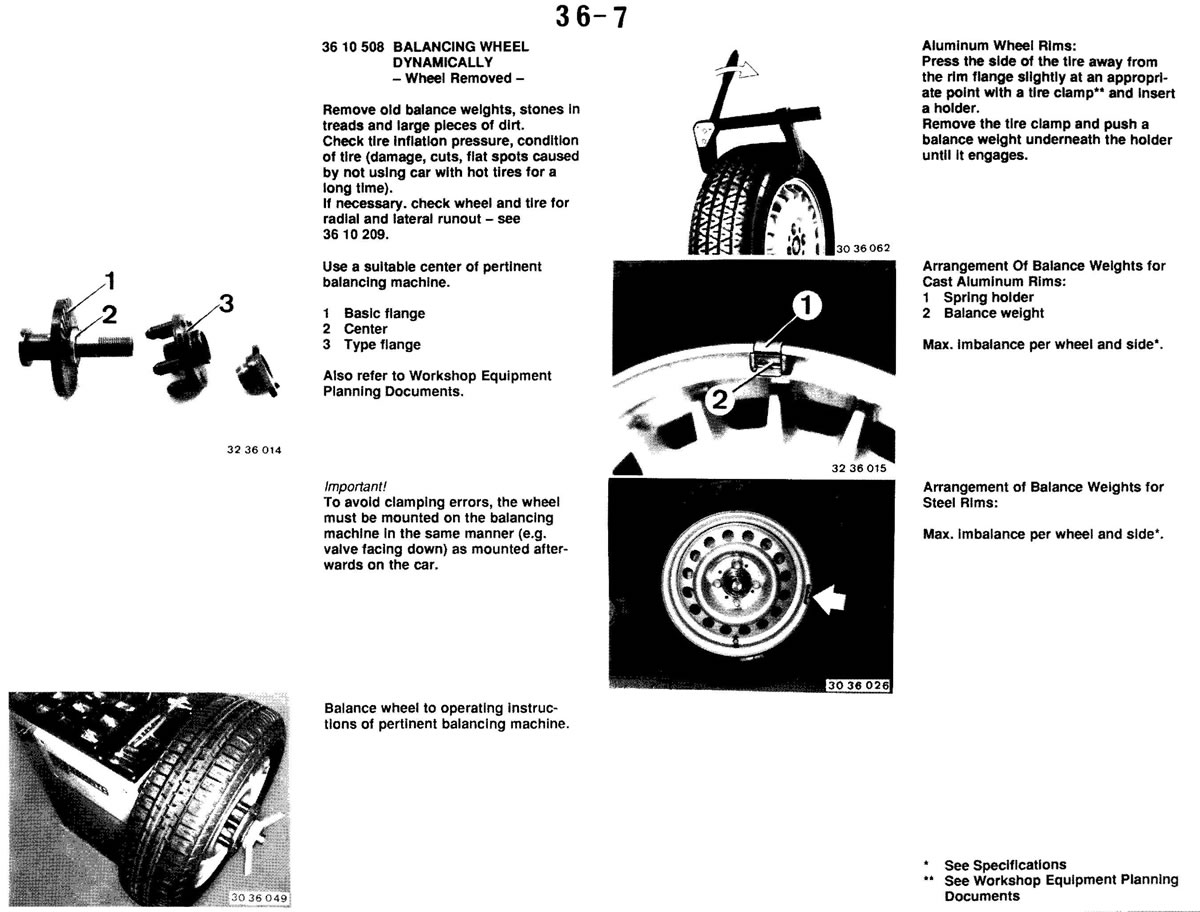 36-7
36 10 508 BALANCING WHEEL
DYNAMICALLY
– Wheel Removed –
Remove old balance weights, stones in
treads and large pieces of dirt.
Check tire inflation pressure, condition
of tire (damage, cuts, flat spots caused
by not using car with hot tires for a
long time).
If necessary. check wheel and tire for
radial and lateral runout – see
36 10 209.
1
2
3
32 36 014
Use a suitable center of pertinent
balancing machine.
1 Basic flange
2 Center
3 Type flange
Also refer to Workshop Equipment
Planning Documents.
Important!
To avoid clamping errors, the wheel
must be mounted on the balancing
machine in the same manner (e.g.
valve facing down) as mounted after-
wards on the car.
30 36 049
Balance wheel to operating instruc-
tions of pertinent balancing machine.
30 36 062
Aluminum Wheel Rims:
Press the side of the tire away from
the rim flange slightly at an appropri-
ate point with a tire clamp** and insert
a holder.
Remove the tire clamp and push a
balance weight underneath the holder
until it engages.
1
2
32 36 015
Arrangement Of Balance Weights for
Cast Aluminum Rims:
1 Spring holder
2 Balance weight
Max. imbalance per wheel and side*.
30 36 026
Arrangement of Balance Weights for
Steel Rims:
Max. imbalance per wheel and side*.
* See Specifications
** See Workshop Equipment Planning
Documents